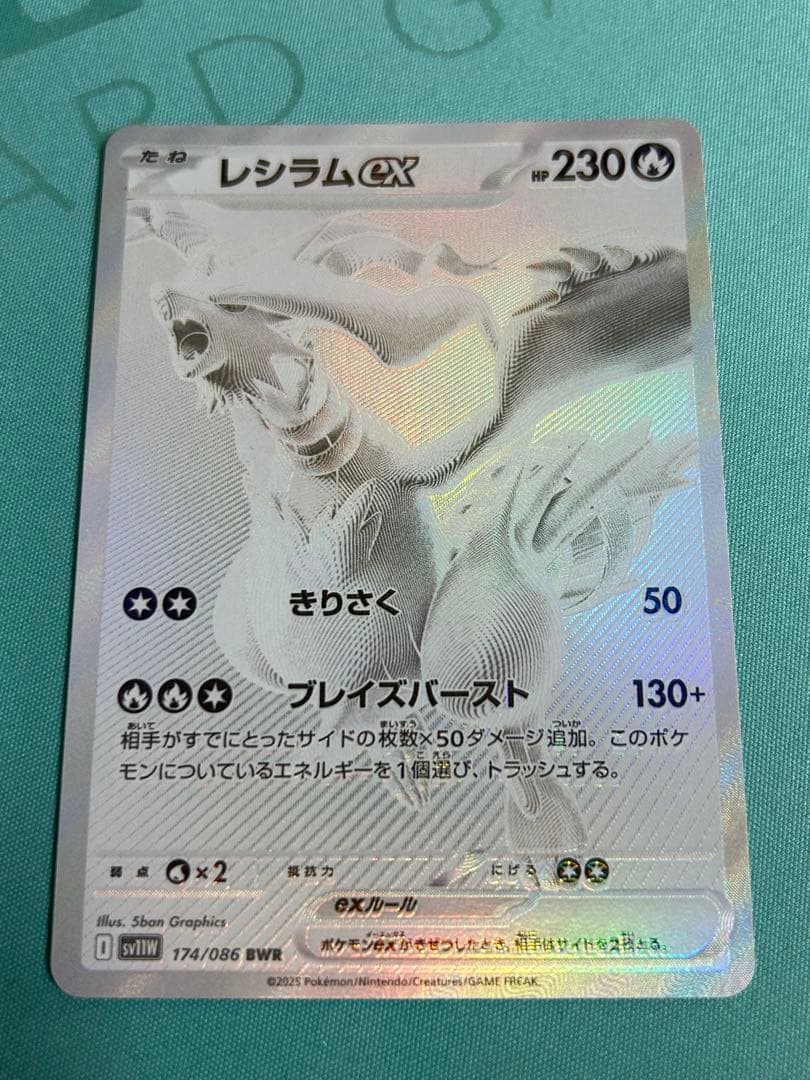 ARD GA
たね レシラムex HP230
きりさく 50
ブレイズバースト 130+
相手がすでにとったサイドの枚数×50ダメージ追加。このポケ
モンについているエネルギーを1個選び、トラッシュする。
弱点 ×2 抵抗力 にげる
exルール
ポケモンexがきぜつしたとき、相手はサイドを2枚とる。
Illus. 5ban Graphics
I sv11W 174/086 BWR
©2025 Pokémon/Nintendo/Creatures/GAME FREAK.